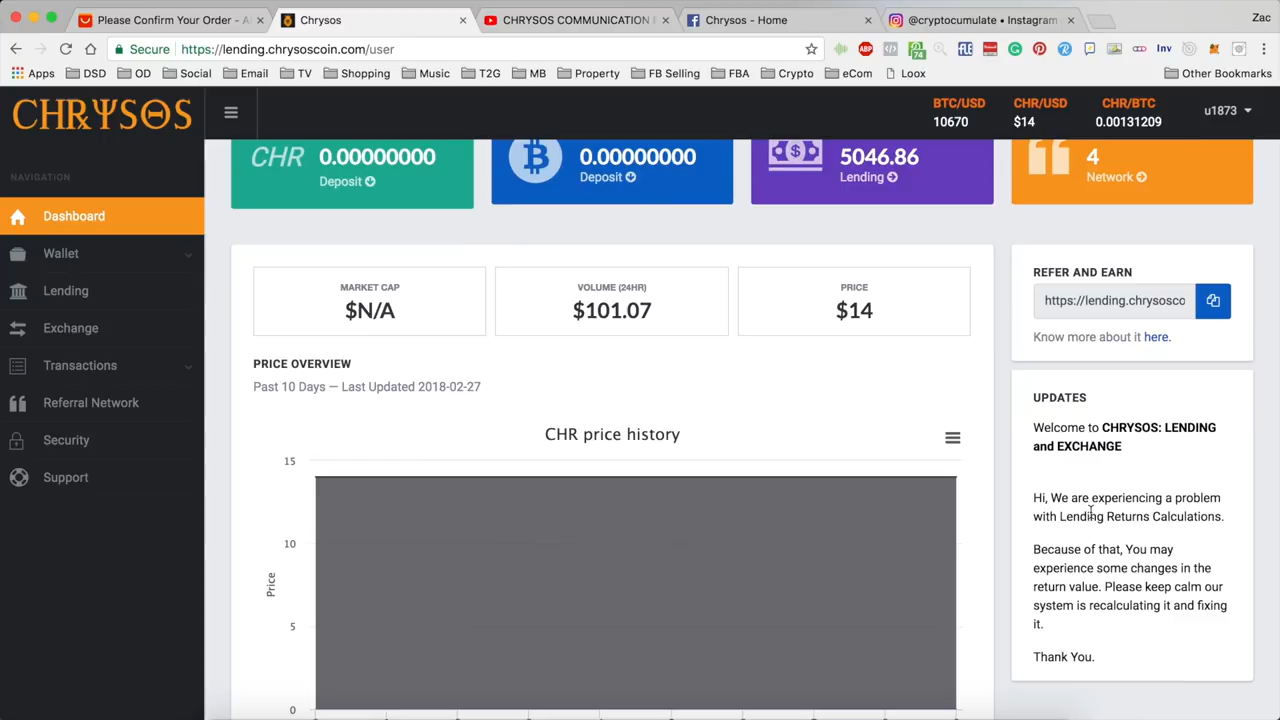 Please Confirm Your Order - Al
Chrysos
CHRYSOS COMMUNICATION
Chrysos - Home
@cryptocumulate • Instagram
Zac
Secure
https://lending.chrysoscoin.com/user
74
Inv
Apps
DSD
OD
Social
Email
TV
Shopping
Music
T2G
MB
Property
FB Selling
FBA
Crypto
eCom
Loox
Other Bookmarks
CHRYSOS
BTC/USD
10670
CHR/USD
$14
CHR/BTC
0.00131209
u1873
NAVIGATION
Dashboard
Wallet
Lending
Exchange
Transactions
Referral Network
Security
Support
CHR
0.00000000
Deposit
0.00000000
Deposit
5046.86
Lending
4
Network
MARKET CAP
$N/A
VOLUME (24HR)
$101.07
PRICE
$14
PRICE OVERVIEW
Past 10 Days — Last Updated 2018-02-27
CHR price history
15
10
5
0
Price
REFER AND EARN
https://lending.chrysosco
Know more about it here.
UPDATES
Welcome to CHRYSOS: LENDING
and EXCHANGE
Hi, We are experiencing a problem
with Lending Returns Calculations.
Because of that, You may
experience some changes in the
return value. Please keep calm our
system is recalculating it and fixing
it.
Thank You.